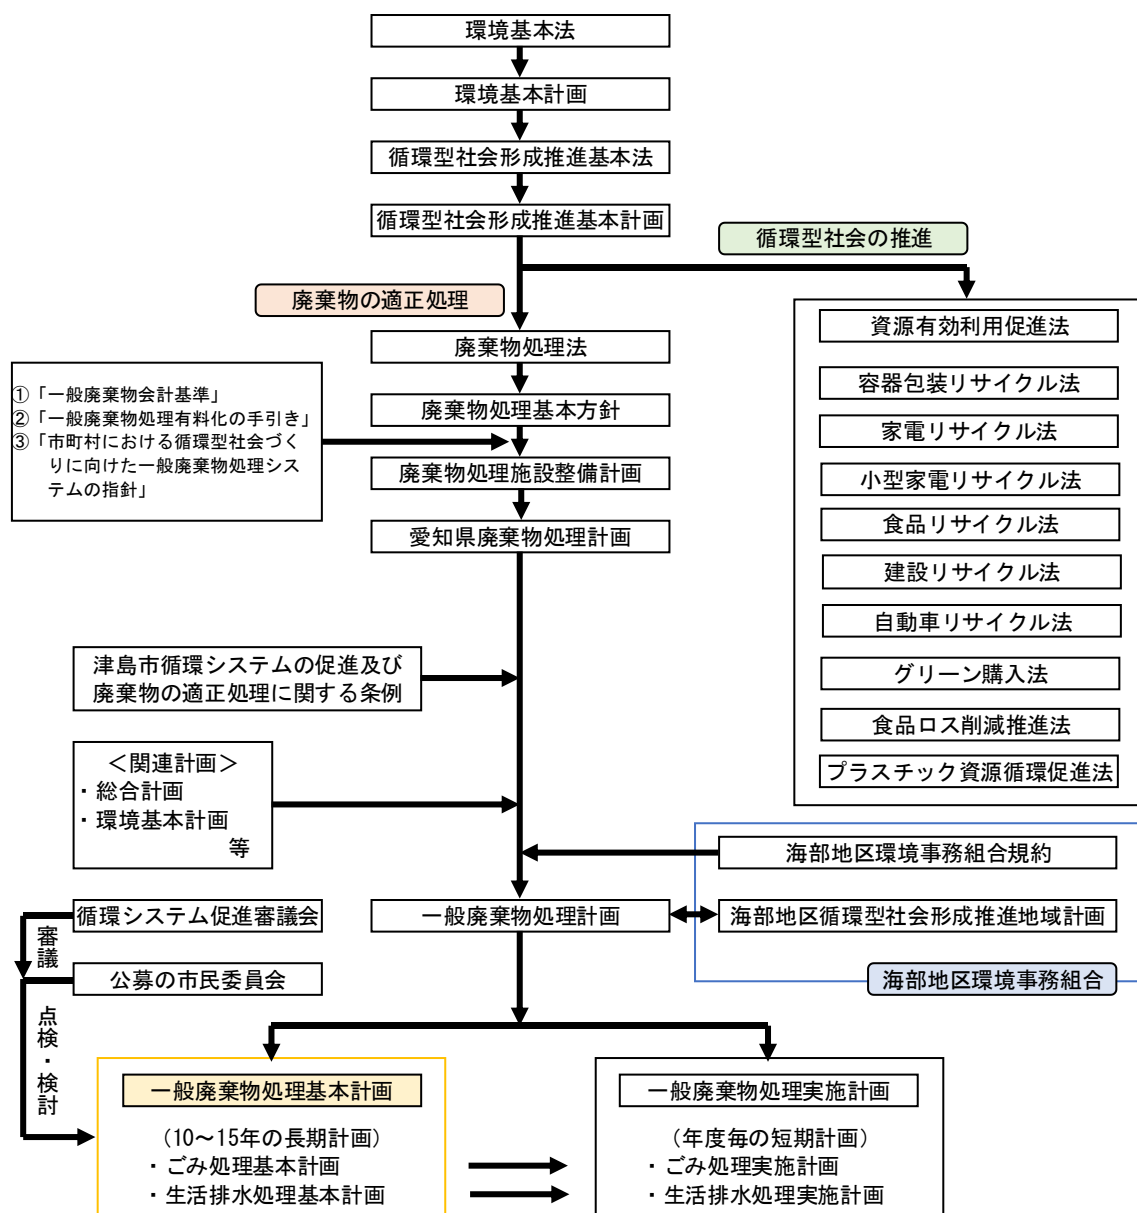 環境基本法
環境基本計画
循環型社会形成推進基本法
循環型社会形成推進基本計画
循環型社会の推進
廃棄物の適正処理
資源有効利用促進法
容器包装リサイクル法
家電リサイクル法
小型家電リサイクル法
食品リサイクル法
建設リサイクル法
自動車リサイクル法
グリーン購入法
食品ロス削減推進法
プラスチック資源循環促進法
廃棄物処理法
廃棄物処理基本方針
①「一般廃棄物会計基準」
②「一般廃棄物処理有料化の手引き」
③「市町村における循環型社会づ
くりに向けた一般廃棄物処理シス
テムの指針」
廃棄物処理施設整備計画
愛知県廃棄物処理計画
津島市循環システムの促進及び
廃棄物の適正処理に関する条例
＜関連計画＞
・総合計画
・環境基本計画
等
海部地区環境事務組合規約
循環システム促進審議会
一般廃棄物処理計画
海部地区循環型社会形成推進地域計画
審議
公募の市民委員会
海部地区環境事務組合
点検・検討
一般廃棄物処理基本計画
（10～15年の長期計画）
・ごみ処理基本計画
・生活排水処理基本計画
一般廃棄物処理実施計画
（年度毎の短期計画）
・ごみ処理実施計画
・生活排水処理実施計画